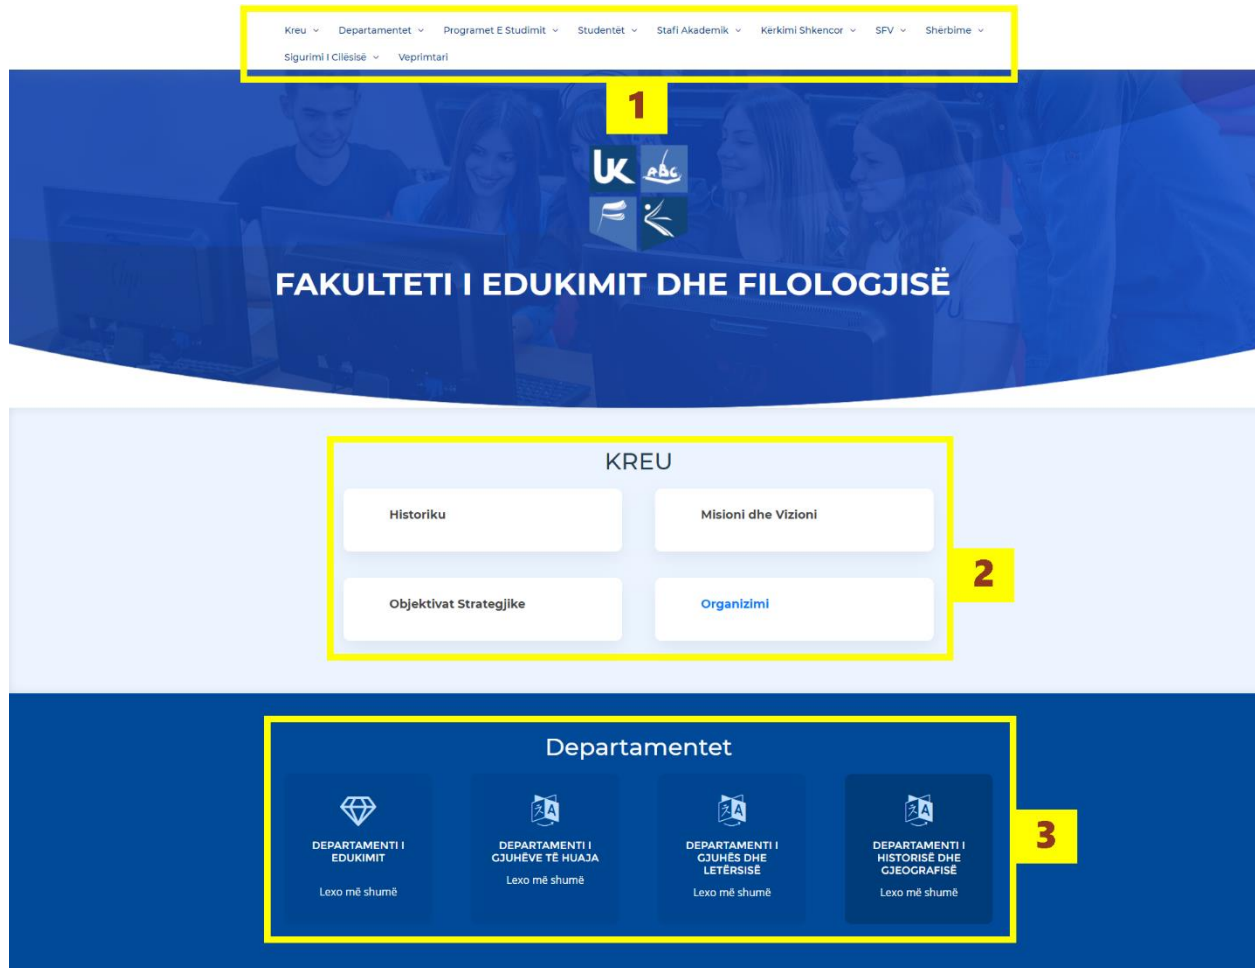 Kreu Departamentet Programet E Studimit Studentët Stafi Akademik Kërkimi Shkencor SFV Shërbime
Sigurimi I Cilësisë Veprimtari
1
UK ABC
FAKULTETI I EDUKIMIT DHE FILOLOGJISË
KREU
Historiku
Misioni dhe Vizioni
2
Objektivat Strategjike
Organizimi
Departamentet
3
DEPARTAMENTI I
EDUKIMIT
Lexo më shumë
DEPARTAMENTI I
GJUHËVE TË HUAJA
Lexo më shumë
DEPARTAMENTI I
GJUHËS DHE
LETËRSISË
Lexo më shumë
DEPARTAMENTI I
HISTORISË DHE
GJEOGRAFISË
Lexo më shumë